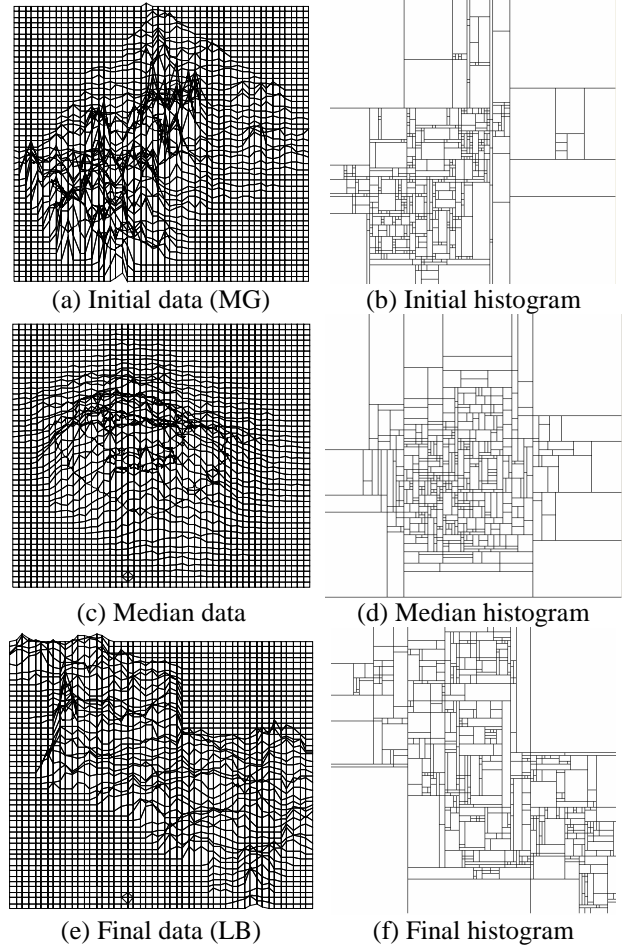 (a) Initial data (MG)
(b) Initial histogram
(c) Median data
(d) Median histogram
(e) Final data (LB)
(f) Final histogram